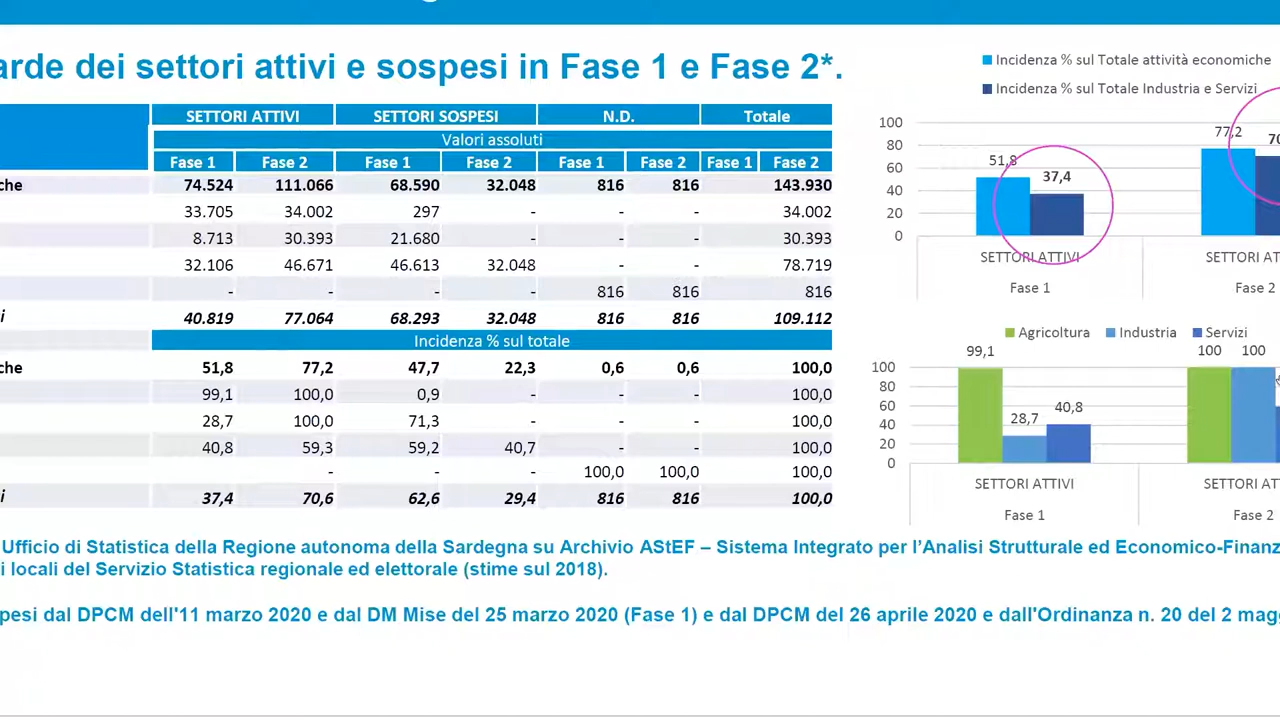 arde dei settori attivi e sospesi in Fase 1 e Fase 2*.
SETTORI ATTIVI SETTORI SOSPESI N.D. Totale
Valori assoluti
Fase 1 Fase 2 Fase 1 Fase 2 Fase 1 Fase 2 Fase 1 Fase 2
che 74.524 111.066 68.590 32.048 816 816 143.930
33.705 34.002 297 - - - 34.002
8.713 30.393 21.680 - - - 30.393
32.106 46.671 46.613 32.048 - - 78.719
- - - - 816 816 816
i 40.819 77.064 68.293 32.048 816 816 109.112
Incidenza % sul totale
che 51,8 77,2 47,7 22,3 0,6 0,6 100,0
99,1 100,0 0,9 - - - 100,0
28,7 100,0 71,3 - - - 100,0
40,8 59,3 59,2 40,7 - - 100,0
- - - 100,0 100,0 100,0
i 37,4 70,6 62,6 29,4 816 816 100,0
Incidenza % sul Totale attività economiche
Incidenza % sul Totale Industria e Servizi
100
80
60
40
20
0
51,8
37,4
77,2
70
SETTORI ATTIVI SETTORI AT
Fase 1 Fase 2
Agricoltura Industria Servizi
100
80
60
40
20
0
99,1
28,7
40,8
100 100
SETTORI ATTIVI SETTORI AT
Fase 1 Fase 2
Ufficio di Statistica della Regione autonoma della Sardegna su Archivio AStEF – Sistema Integrato per l’Analisi Strutturale ed Economico-Finanz
i locali del Servizio Statistica regionale ed elettorale (stime sul 2018).
pesi dal DPCM dell'11 marzo 2020 e dal DM Mise del 25 marzo 2020 (Fase 1) e dal DPCM del 26 aprile 2020 e dall'Ordinanza n. 20 del 2 magg